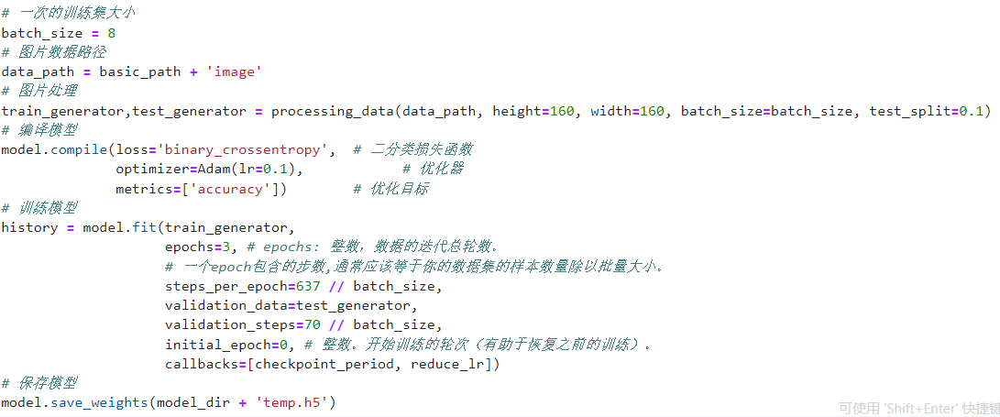 # 一次的训练集大小
batch_size = 8
# 图片数据路径
data_path = basic_path + 'image'
# 图片处理
train_generator,test_generator = processing_data(data_path, height=160, width=160, batch_size=batch_size, test_split=0.1)
# 编译模型
model.compile(loss='binary_crossentropy',  # 二分类损失函数
              optimizer=Adam(lr=0.1),            # 优化器
              metrics=['accuracy'])        # 优化目标
# 训练模型
history = model.fit(train_generator,
                    epochs=3, # epochs: 整数，数据的迭代总轮数。
                    # 一个epoch包含的步数,通常应该等于你的数据集的样本数量除以批量大小。
                    steps_per_epoch=637 // batch_size,
                    validation_data=test_generator,
                    validation_steps=70 // batch_size,
                    initial_epoch=0, # 整数。开始训练的轮次（有助于恢复之前的训练）。
                    callbacks=[checkpoint_period, reduce_lr])
# 保存模型
model.save_weights(model_dir + 'temp.h5')
可使用 'Shift+Enter' 快捷键